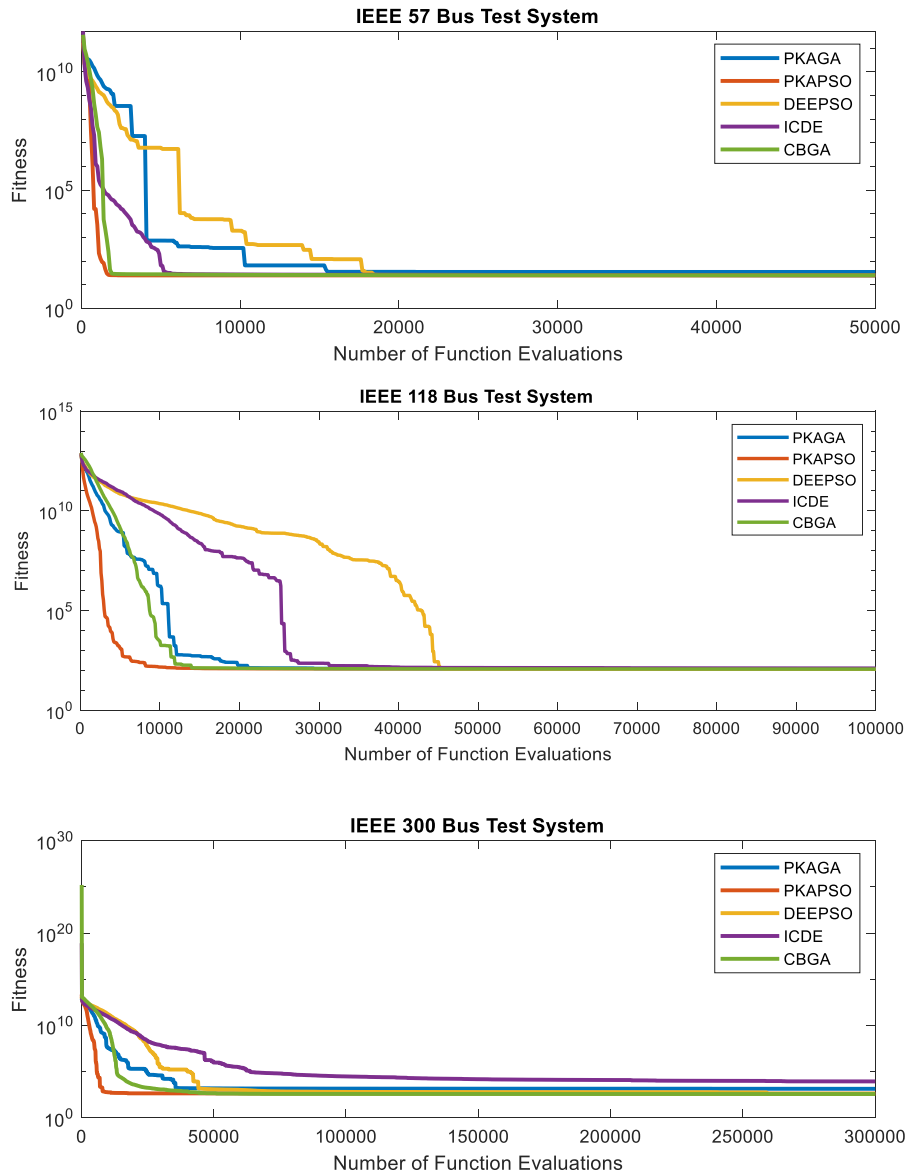 IEEE 57 Bus Test System
10^10
10^5
10^0
Fitness
PKAGA
PKAPSO
DEEPSO
ICDE
CBGA
0 10000 20000 30000 40000 50000
Number of Function Evaluations
IEEE 118 Bus Test System
10^15
10^10
10^5
10^0
Fitness
PKAGA
PKAPSO
DEEPSO
ICDE
CBGA
0 10000 20000 30000 40000 50000 60000 70000 80000 90000 100000
Number of Function Evaluations
IEEE 300 Bus Test System
10^30
10^20
10^10
10^0
Fitness
PKAGA
PKAPSO
DEEPSO
ICDE
CBGA
0 50000 100000 150000 200000 250000 300000
Number of Function Evaluations